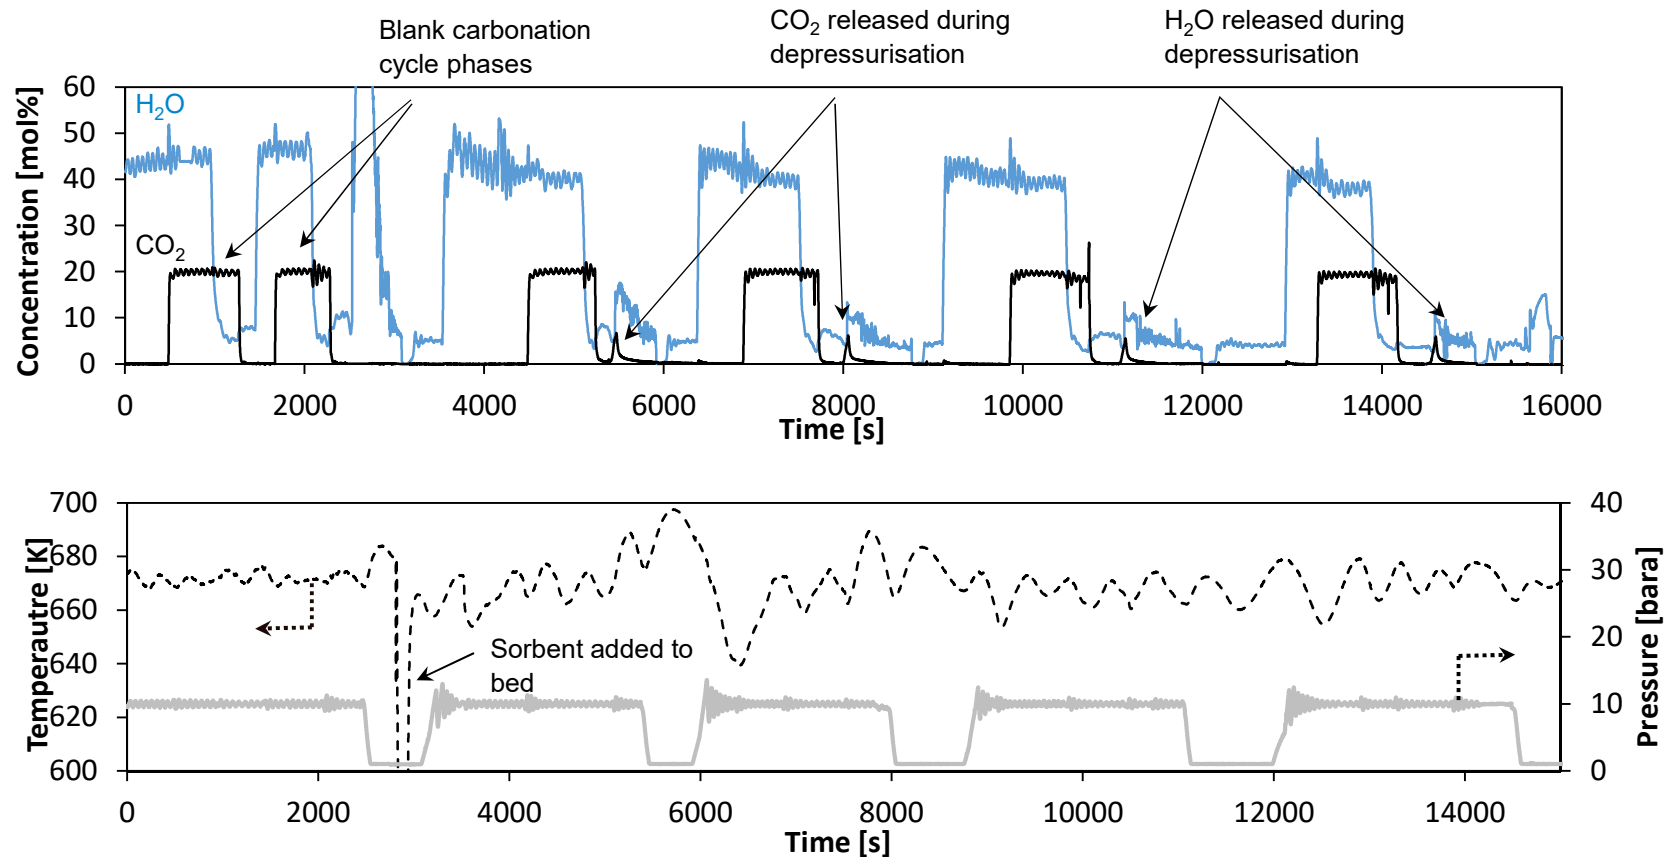 Blank carbonation
cycle phases
CO₂ released during
depressurisation
H₂O released during
depressurisation
60
50
40
30
20
10
0
Concentration [mol%]
H₂O
CO₂
0 2000 4000 6000 8000 10000 12000 14000 16000
Time [s]
700
680
660
640
620
600
Temperautre [K]
Sorbent added to
bed
40
30
20
10
0
Pressure [bara]
0 2000 4000 6000 8000 10000 12000 14000
Time [s]